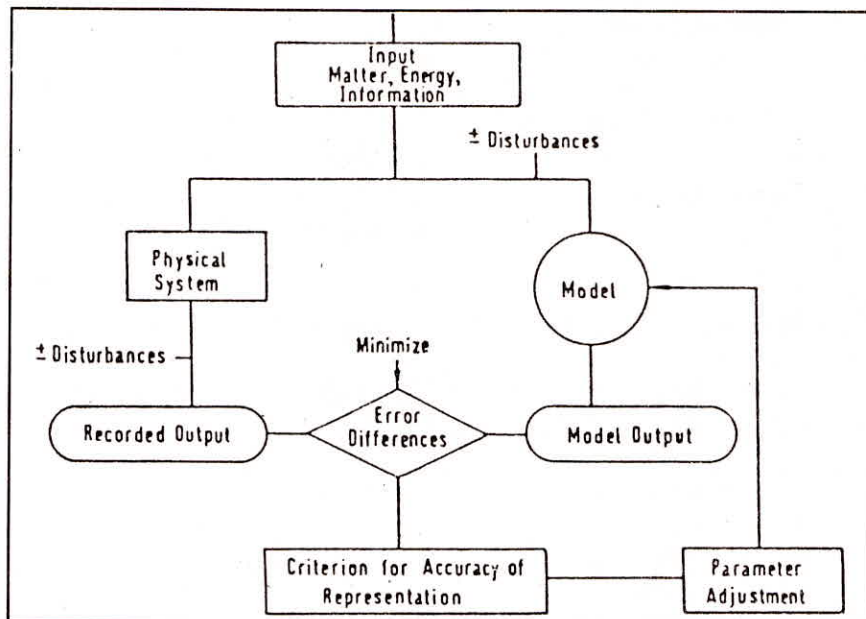 Input
Matter, Energy,
Information
± Disturbances
Physical
System
Model
± Disturbances
Minimize
Recorded Output
Error
Differences
Model Output
Criterion for Accuracy of
Representation
Parameter
Adjustment